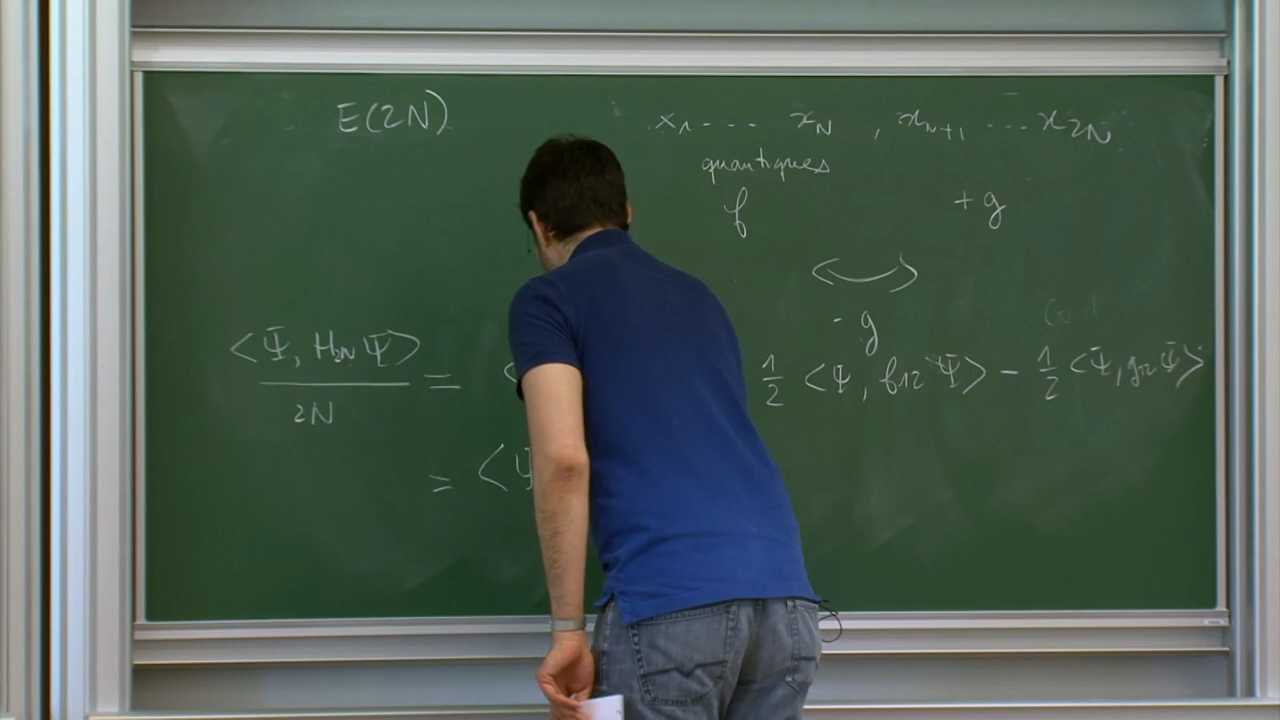 E(2N)
x₁ ---- x_N , x_{N+1} --- x_{2N}
quantiques
f + g
- g
<Ψ, H_{2N} Ψ> / 2N = < 1/2 <Ψ, f₁₂ Ψ> - 1/2 <Ψ, g₁₂ Ψ>
= <Ψ